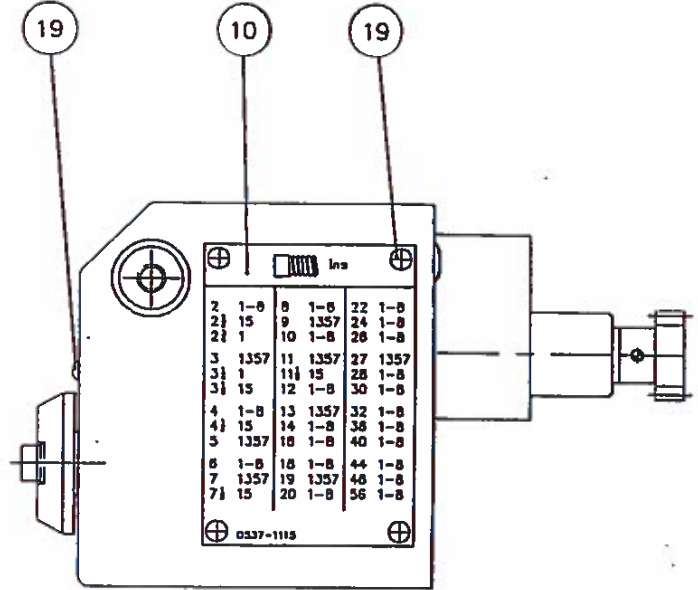 19 10 19
ins
2 1-8 8 1-8 22 1-8
2½ 15 9 1357 24 1-8
2¾ 1 10 1-8 26 1-8
3 1357 11 1357 27 1357
3¼ 1 11½ 15 28 1-8
3½ 15 12 1-8 30 1-8
4 1-8 13 1357 32 1-8
4½ 15 14 1-8 36 1-8
5 1357 16 1-8 40 1-8
6 1-8 18 1-8 44 1-8
7 1357 19 1357 48 1-8
7½ 15 20 1-8 56 1-8
0537-1115